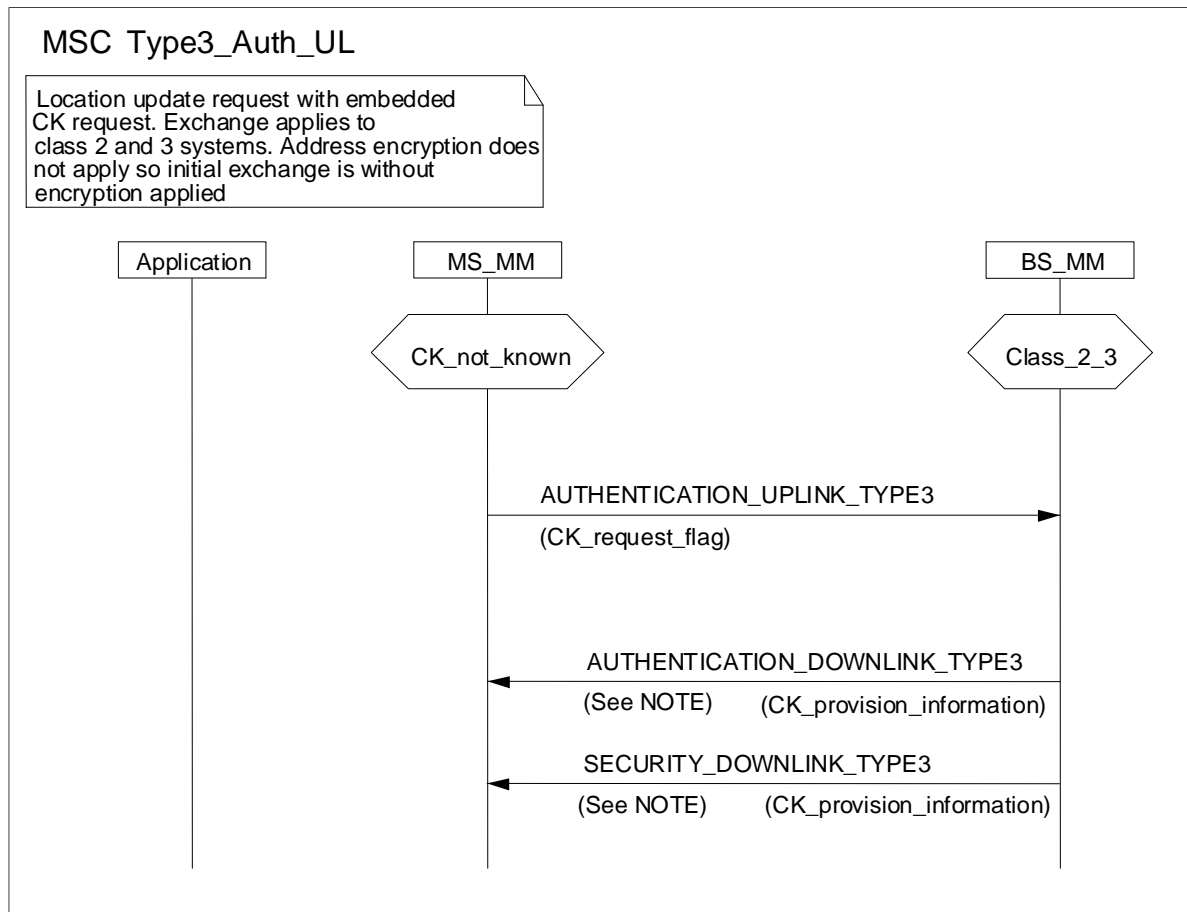 MSC Type3_Auth_UL
Location update request with embedded
CK request. Exchange applies to
class 2 and 3 systems. Address encryption does
not apply so initial exchange is without
encryption applied
Application
MS_MM
BS_MM
CK_not_known
Class_2_3
AUTHENTICATION_UPLINK_TYPE3
(CK_request_flag)
AUTHENTICATION_DOWNLINK_TYPE3
(See NOTE) (CK_provision_information)
SECURITY_DOWNLINK_TYPE3
(See NOTE) (CK_provision_information)